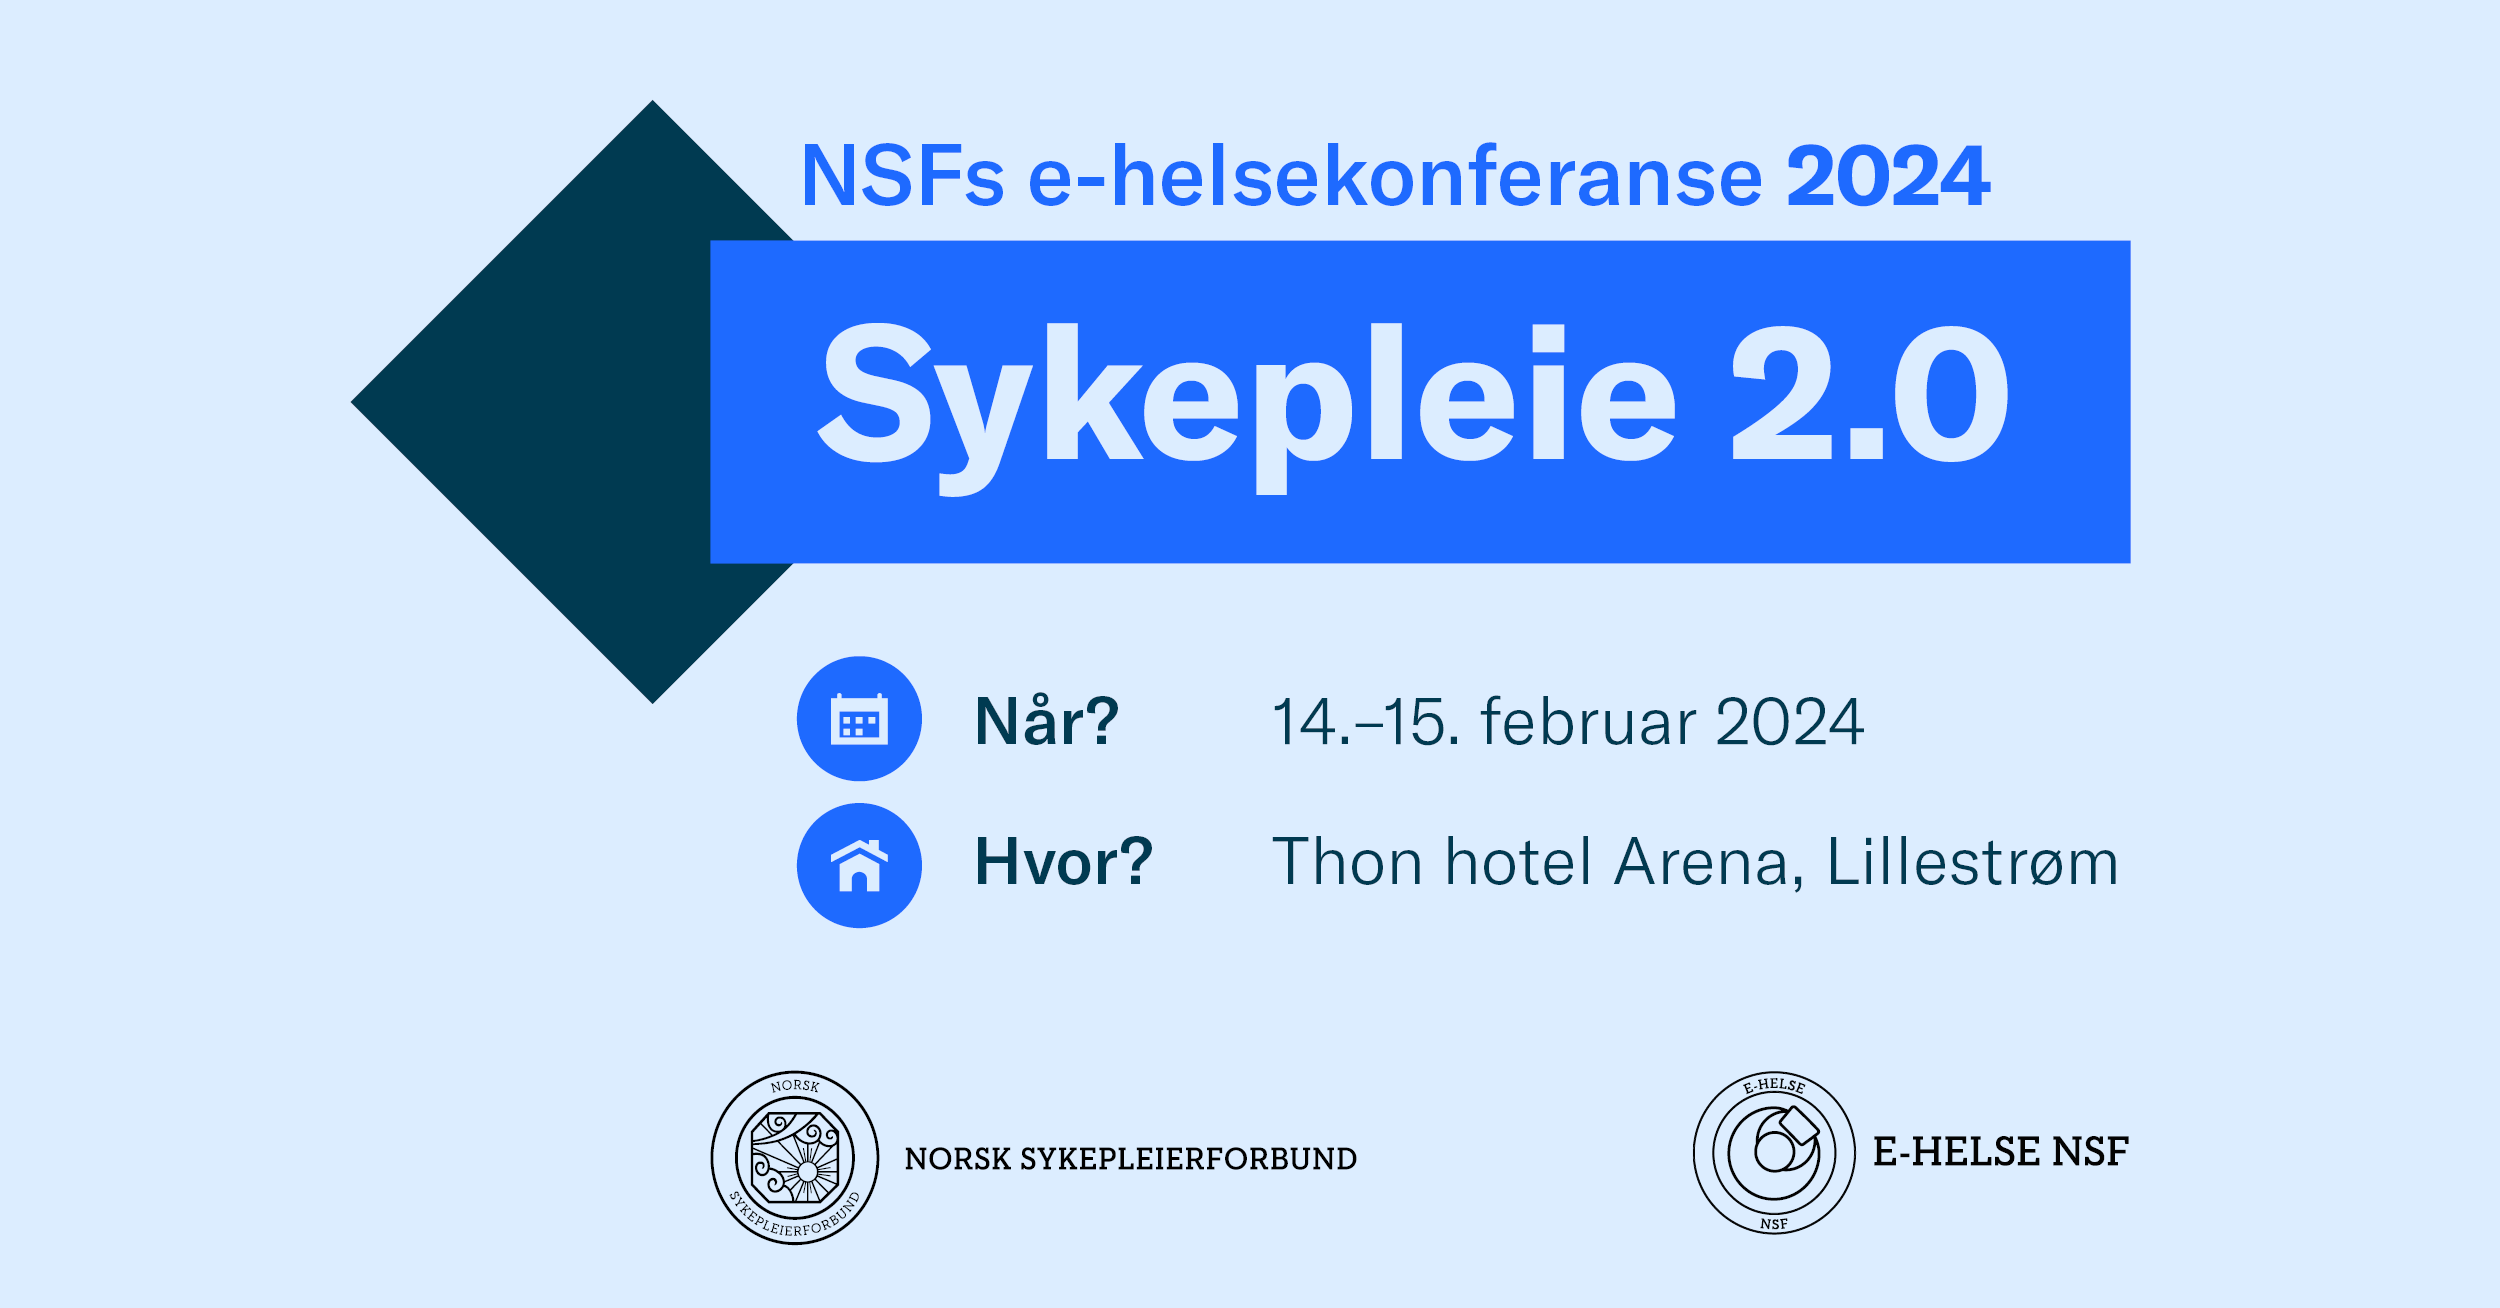 NSFs e-helsekonferanse 2024
Sykepleie 2.0
Når? 14.–15. februar 2024
Hvor? Thon hotel Arena, Lillestrøm
NORSK
SYKEPLEIERFORBUND
NORSK SYKEPLEIERFORBUND
E-HELSE
NSF
E-HELSE NSF